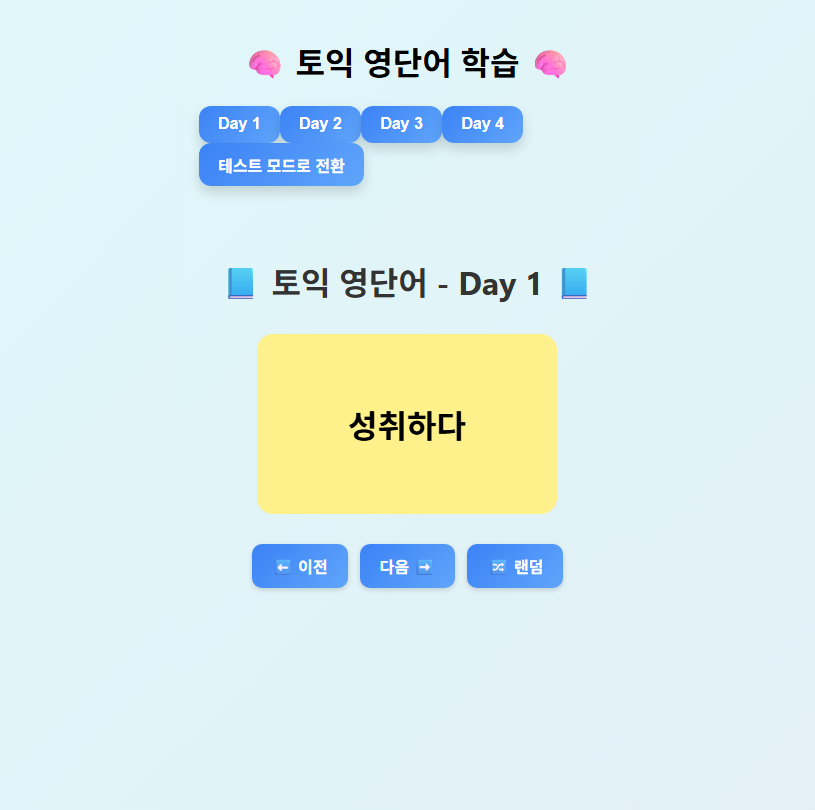 🧠 토익 영단어 학습 🧠
Day 1 Day 2 Day 3 Day 4
테스트 모드로 전환
📘 토익 영단어 - Day 1 📘
성취하다
⬅️ 이전 다음 ➡️ 🔀 랜덤